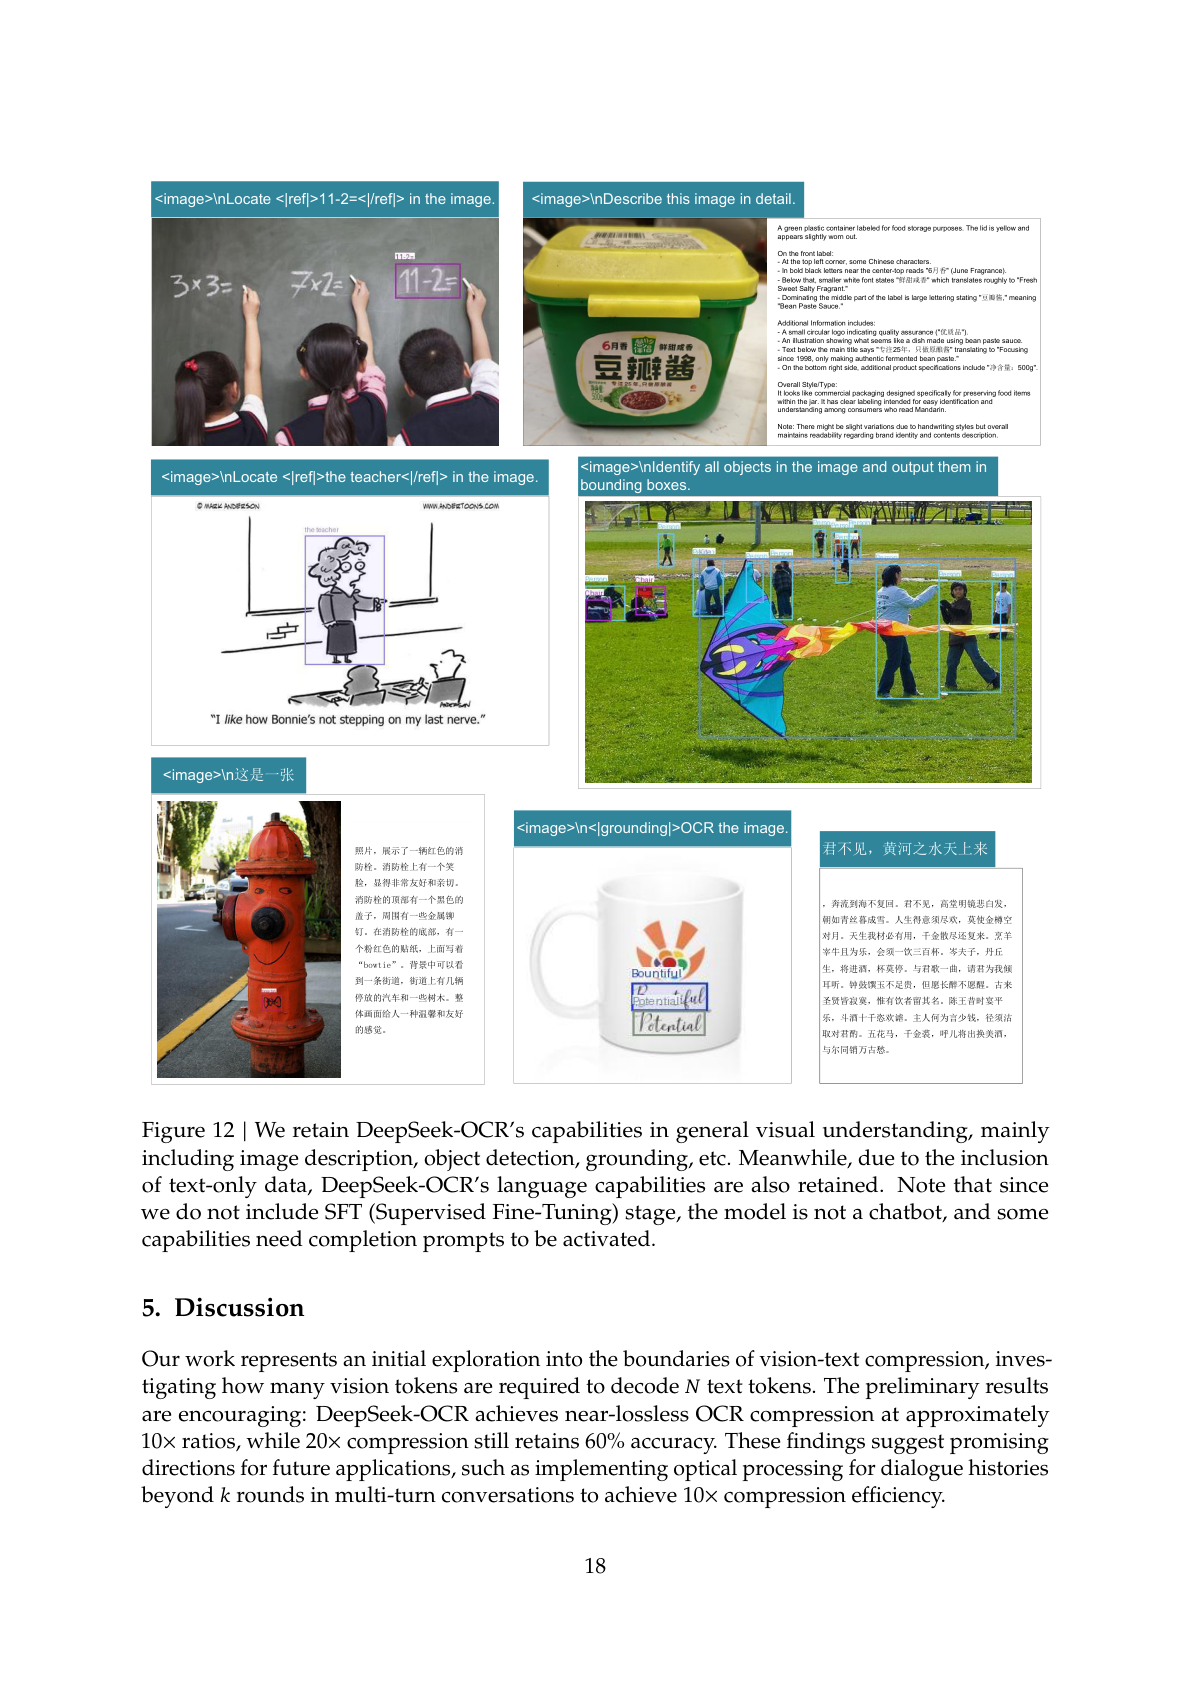 <image>\nLocate <|ref|>11-2=<|/ref|> in the image.
3×3=
7×2=
11-2=
11-2=
<image>\nDescribe this image in detail.
6月香
鲜甜咸香
豆瓣酱
专注25年,只做原酿酱
A green plastic container labeled for food storage purposes. The lid is yellow and
appears slightly worn out.
On the front label:
- At the top left corner, some Chinese characters.
- In bold black letters near the center-top reads "6月香" (June Fragrance).
- Below that, smaller white font states "鲜甜咸香" which translates roughly to "Fresh
Sweet Salty Fragrant."
- Dominating the middle part of the label is large lettering stating "豆瓣酱," meaning
"Bean Paste Sauce."
Additional Information includes:
- A small circular logo indicating quality assurance ("优质品").
- An illustration showing what seems like a dish made using bean paste sauce.
- Text below the main title says "专注25年，只做原酿酱" translating to "Focusing
since 1998, only making authentic fermented bean paste."
- On the bottom right side, additional product specifications include "净含量：500g".
Overall Style/Type:
It looks like commercial packaging designed specifically for preserving food items
within the jar. It has clear labeling intended for easy identification and
understanding among consumers who read Mandarin.
Note: There might be slight variations due to handwriting styles but overall
maintains readability regarding brand identity and contents description.
<image>\nLocate <|ref|>the teacher<|/ref|> in the image.
© MARK ANDERSON
WWW.ANDERTOONS.COM
the teacher
ANDERSON
"I like how Bonnie's not stepping on my last nerve."
<image>\nIdentify all objects in the image and output them in
bounding boxes.
Person
Person
Chair
Chair
Person
Person
Person
Person
<image>\n这是一张
照片，展示了一辆红色的消
防栓。消防栓上有一个笑
脸，显得非常友好和亲切。
消防栓的顶部有一个黑色的
盖子，周围有一些金属铆
钉。在消防栓的底部，有一
个粉红色的贴纸，上面写着
“bowtie”。背景中可以看
到一条街道，街道上有几辆
停放的汽车和一些树木。整
体画面给人一种温馨和友好
的感觉。
<image>\n<|grounding|>OCR the image.
Bountiful
Potential
Potential
君不见，黄河之水天上来
，奔流到海不复回。君不见，高堂明镜悲白发，
朝如青丝暮成雪。人生得意须尽欢，莫使金樽空
对月。天生我材必有用，千金散尽还复来。烹羊
宰牛且为乐，会须一饮三百杯。岑夫子，丹丘
生，将进酒，杯莫停。与君歌一曲，请君为我倾
耳听。钟鼓馔玉不足贵，但愿长醉不愿醒。古来
圣贤皆寂寞，惟有饮者留其名。陈王昔时宴平
乐，斗酒十千恣欢谑。主人何为言少钱，径须沽
取对君酌。五花马，千金裘，呼儿将出换美酒，
与尔同销万古愁。
Figure 12 | We retain DeepSeek-OCR's capabilities in general visual understanding, mainly
including image description, object detection, grounding, etc. Meanwhile, due to the inclusion
of text-only data, DeepSeek-OCR's language capabilities are also retained. Note that since
we do not include SFT (Supervised Fine-Tuning) stage, the model is not a chatbot, and some
capabilities need completion prompts to be activated.
5. Discussion
Our work represents an initial exploration into the boundaries of vision-text compression, inves-
tigating how many vision tokens are required to decode N text tokens. The preliminary results
are encouraging: DeepSeek-OCR achieves near-lossless OCR compression at approximately
10× ratios, while 20× compression still retains 60% accuracy. These findings suggest promising
directions for future applications, such as implementing optical processing for dialogue histories
beyond k rounds in multi-turn conversations to achieve 10× compression efficiency.
18